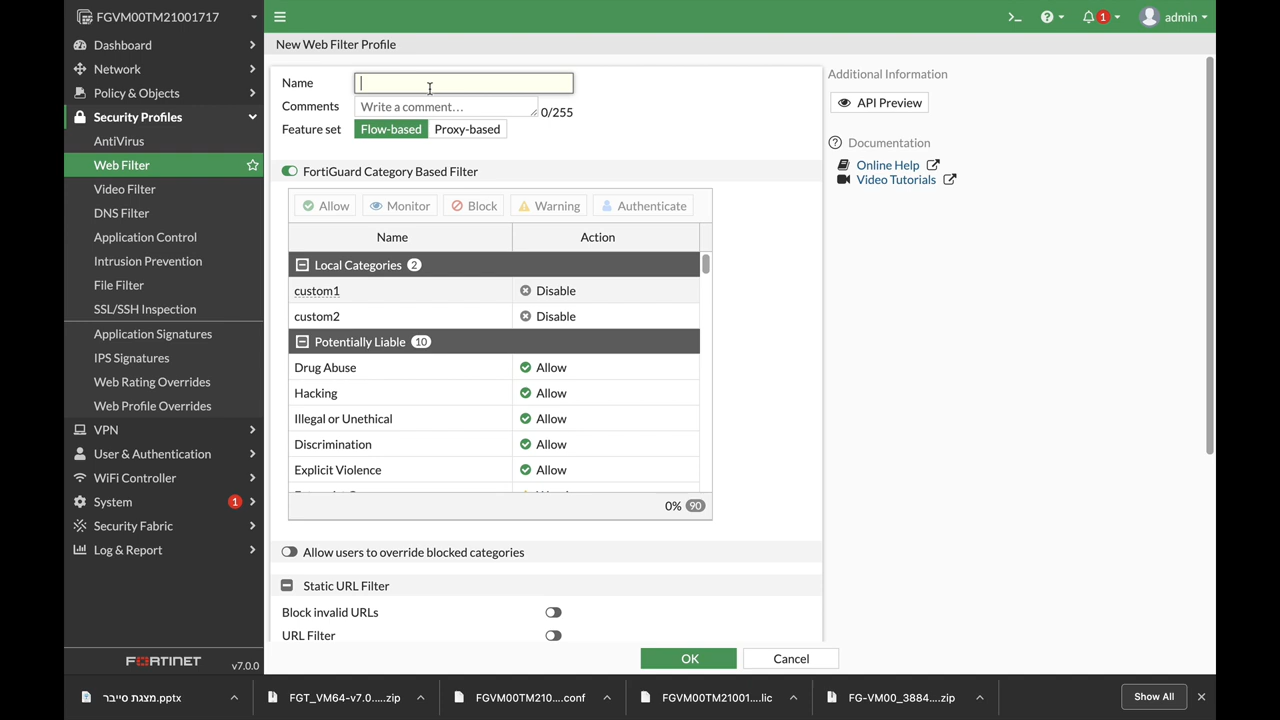 FGVM00TM21001717
1
admin
Dashboard
Network
Policy & Objects
Security Profiles
AntiVirus
Web Filter
Video Filter
DNS Filter
Application Control
Intrusion Prevention
File Filter
SSL/SSH Inspection
Application Signatures
IPS Signatures
Web Rating Overrides
Web Profile Overrides
VPN
User & Authentication
WiFi Controller
System 1
Security Fabric
Log & Report
FORTINET v7.0.0
New Web Filter Profile
Name
Comments Write a comment... 0/255
Feature set Flow-based Proxy-based
FortiGuard Category Based Filter
Allow Monitor Block Warning Authenticate
Name Action
Local Categories 2
custom1 Disable
custom2 Disable
Potentially Liable 10
Drug Abuse Allow
Hacking Allow
Illegal or Unethical Allow
Discrimination Allow
Explicit Violence Allow
0% 90
Allow users to override blocked categories
Static URL Filter
Block invalid URLs
URL Filter
OK Cancel
Additional Information
API Preview
Documentation
Online Help
Video Tutorials
מצגת סייבר.pptx
FGT_VM64-v7.0....zip
FGVM00TM210....conf
FGVM00TM21001....lic
FG-VM00_3884....zip
Show All